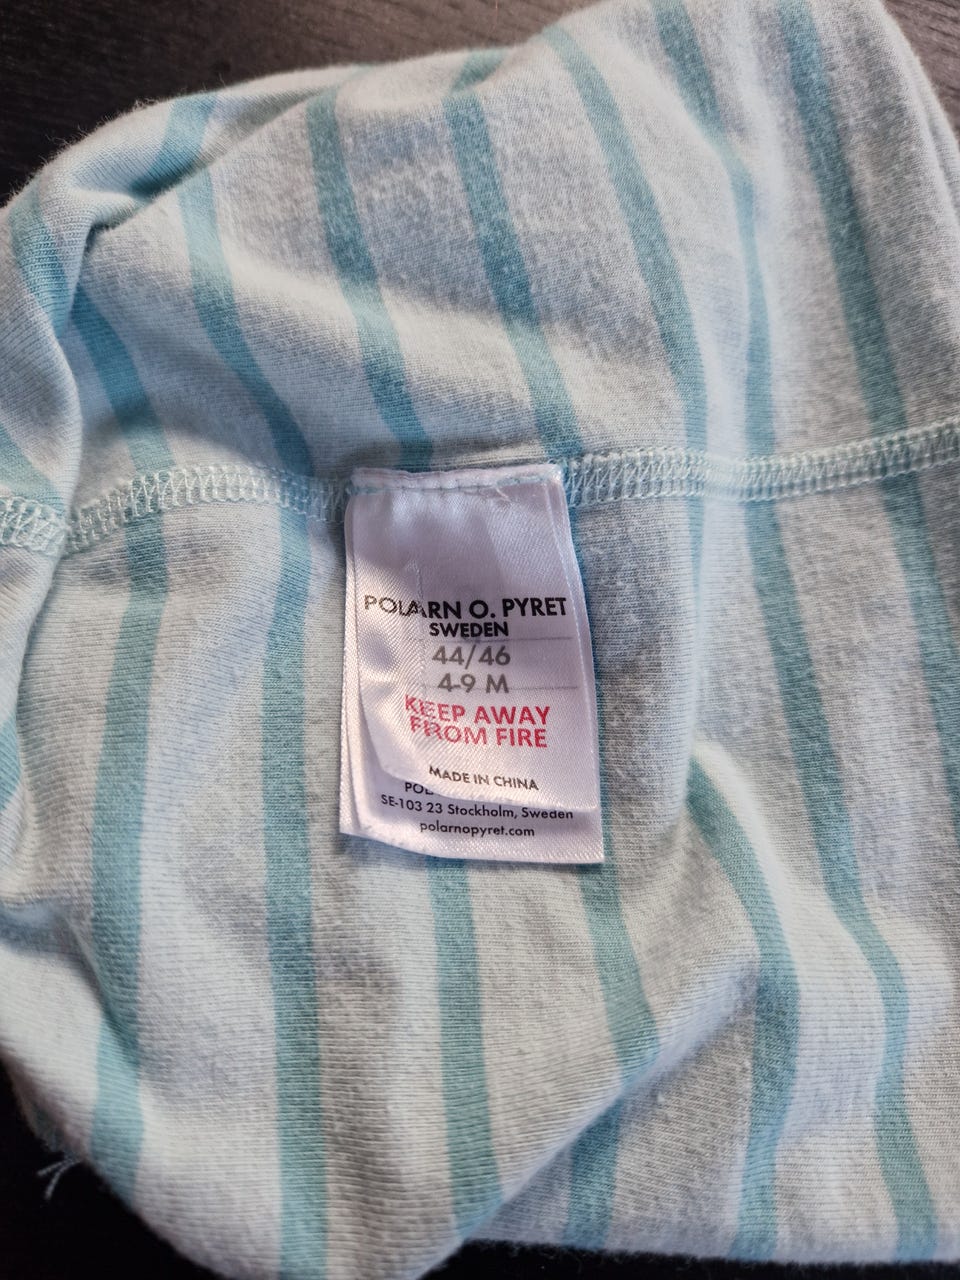 POLARN O. PYRET
SWEDEN
44/46
4-9 M
KEEP AWAY
FROM FIRE
MADE IN CHINA
SE-103 23 Stockholm, Sweden
polarnopyret.com